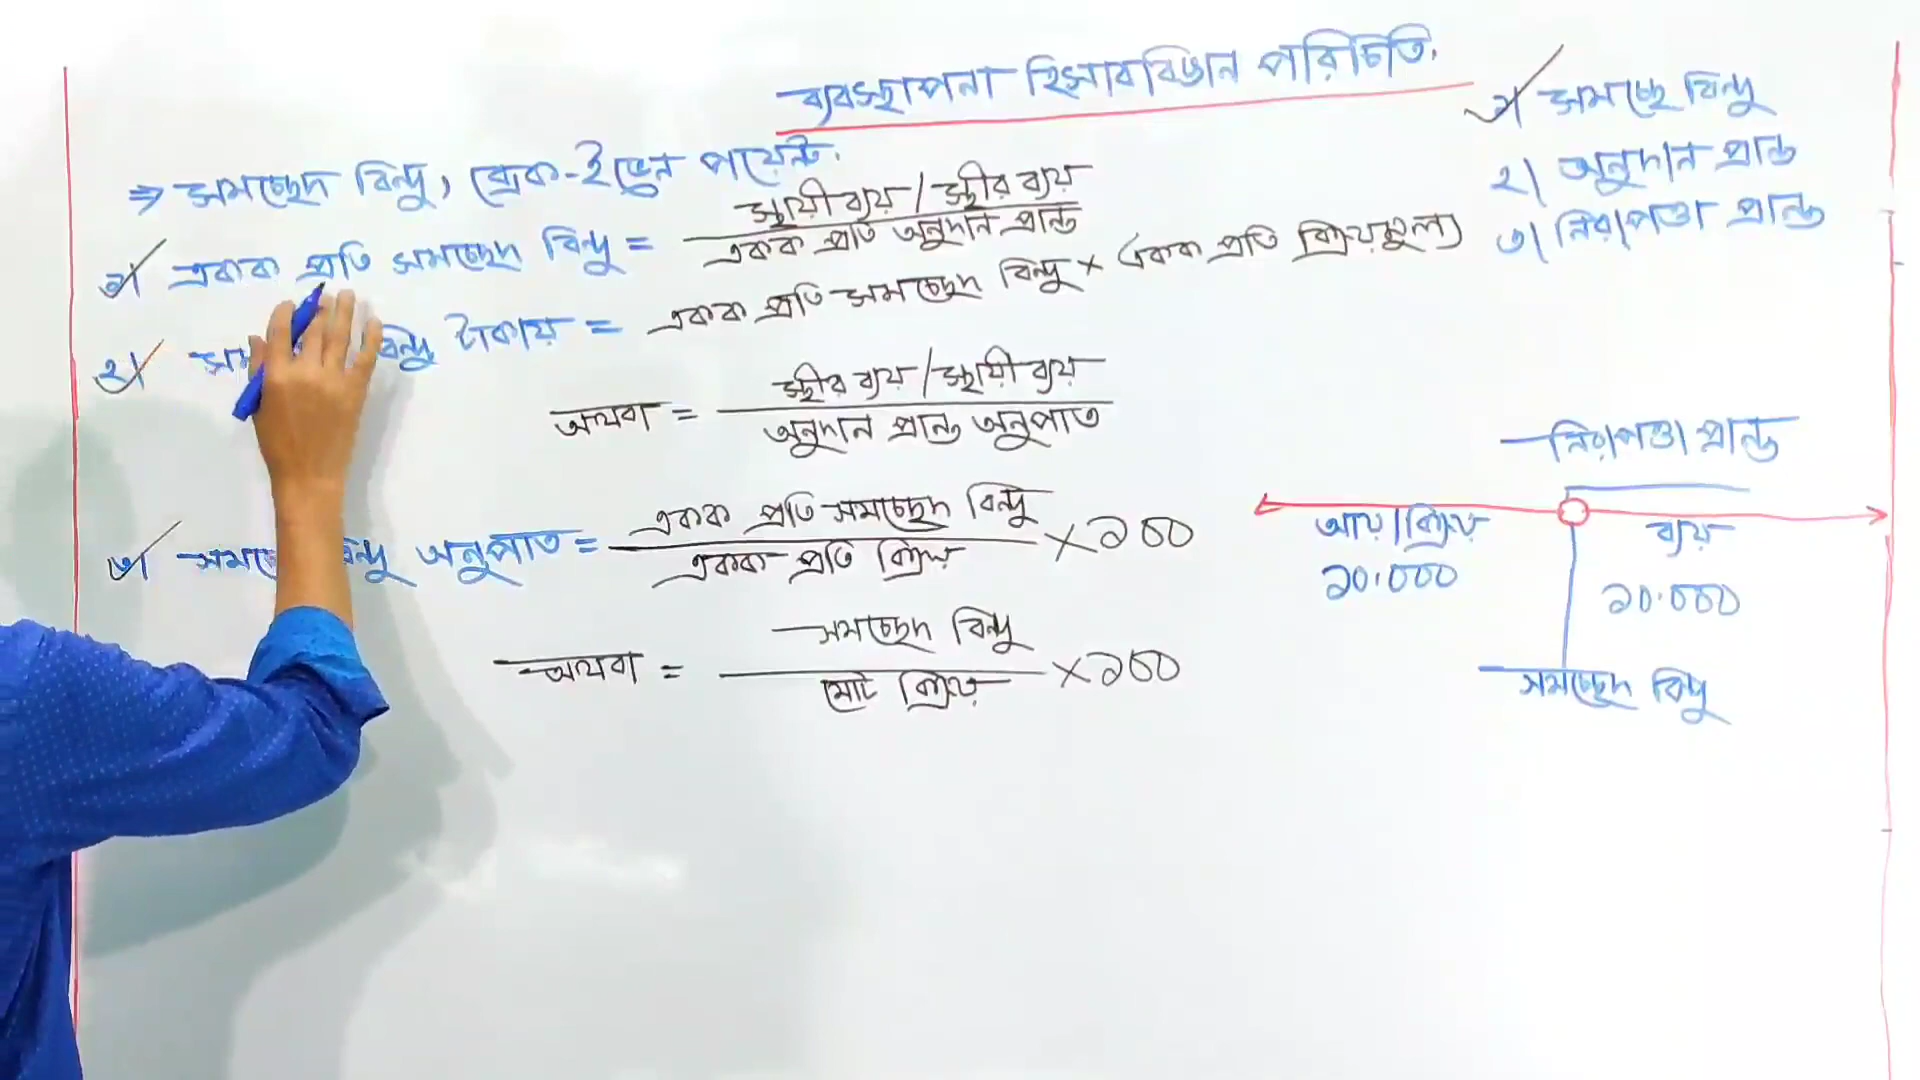 ব্যবস্থাপনা হিসাববিজ্ঞান পরিচিতি.
১। সমচ্ছে বিন্দু
২। অনুদান প্রান্ত
৩। নিরাপত্তা প্রান্ত
⇒ সমচ্ছেদ বিন্দু, ব্রেক-ইভেন পয়েন্ট.
১। একক প্রতি সমচ্ছেদ বিন্দু = স্থায়ী ব্যয় / স্থীর ব্যয়
একক প্রতি অনুদান প্রান্ত
২। বিন্দু টাকায় = একক প্রতি সমচ্ছেদ বিন্দু × (একক প্রতি বিক্রয়মূল্য)
অথবা = স্থীর ব্যয় / স্থায়ী ব্যয়
অনুদান প্রান্ত অনুপাত
৩। অনুপাত = একক প্রতি সমচ্ছেদ বিন্দু × ১০০
একক প্রতি বিক্রয়
অথবা = সমচ্ছেদ বিন্দু × ১০০
মোট বিক্রয়
নিরাপত্তা প্রান্ত
আয়/বিক্রয় ব্যয়
১০.০০০ ১০.০০০
সমচ্ছেদ বিন্দু